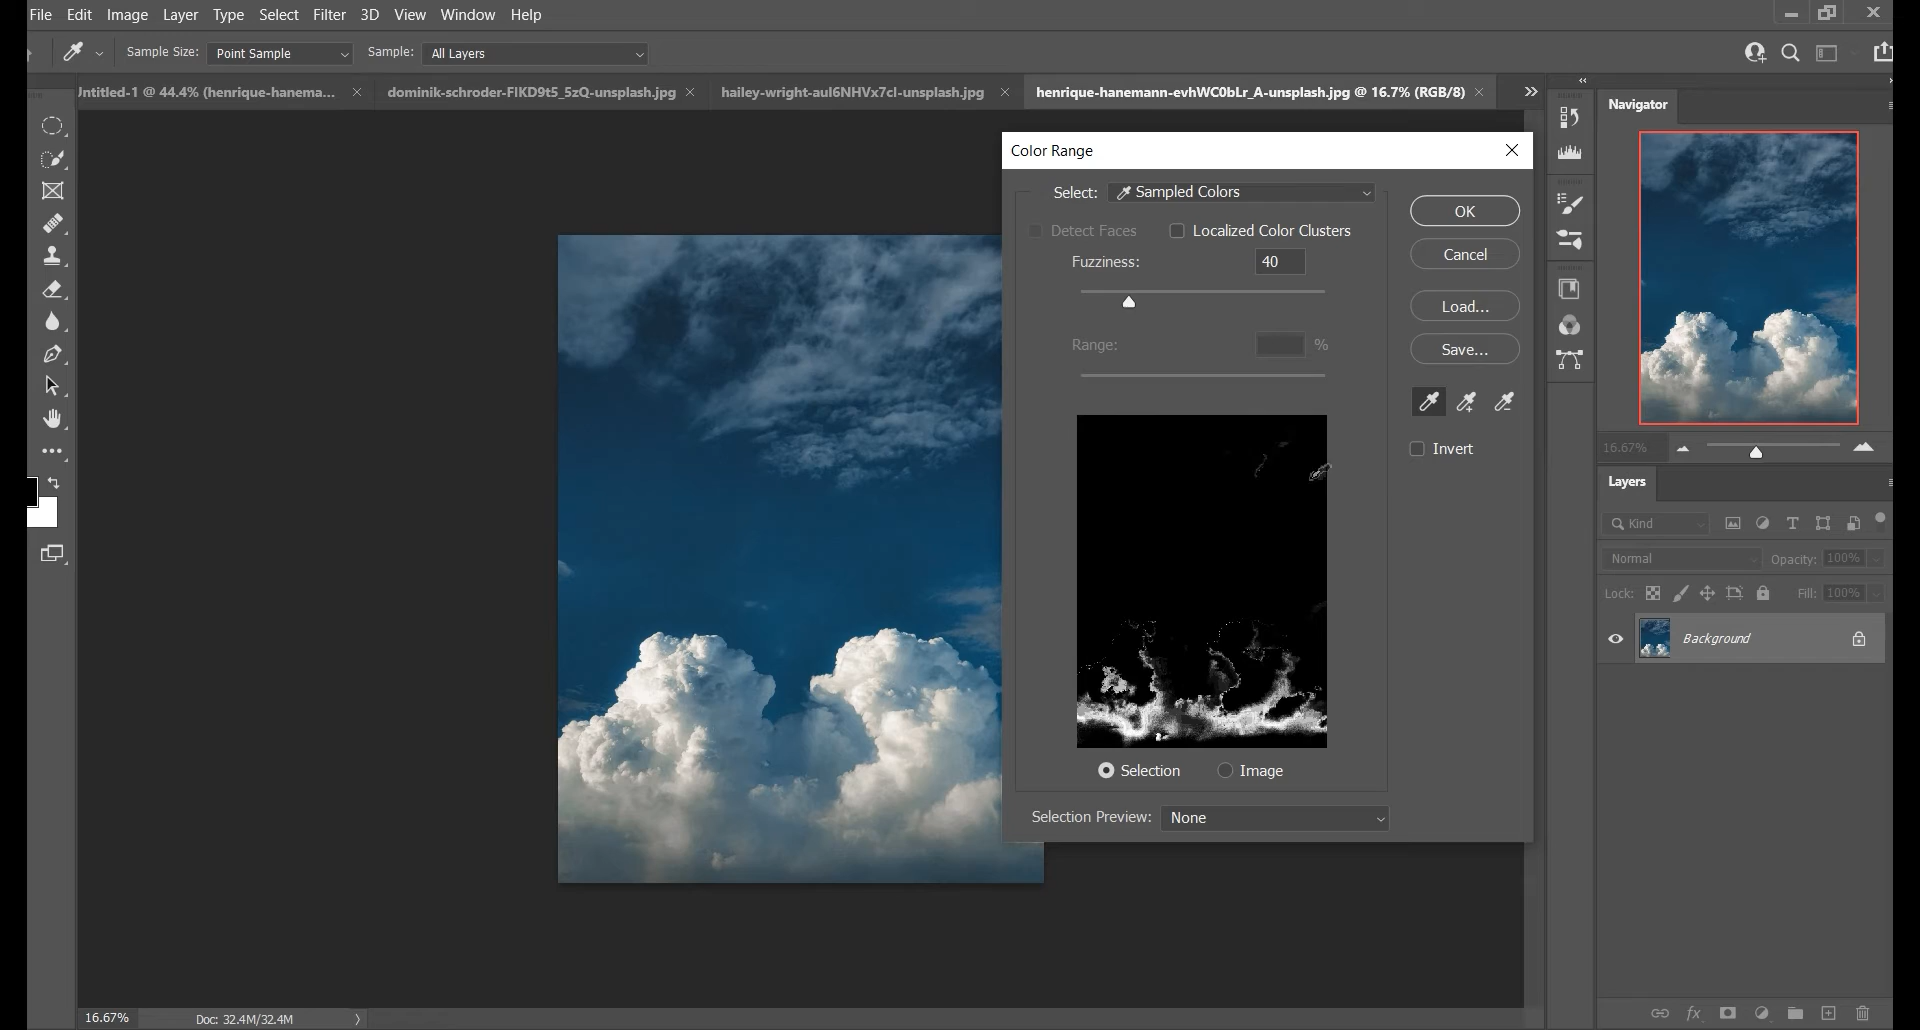 File Edit Image Layer Type Select Filter 3D View Window Help
Sample Size: Point Sample Sample: All Layers
Untitled-1 @ 44.4% (henrique-hanema... × dominik-schroder-FIKD9t5_5zQ-unsplash.jpg × hailey-wright-auI6NHVx7cI-unsplash.jpg × henrique-hanemann-evhWC0bLr_A-unsplash.jpg @ 16.7% (RGB/8) ×
Color Range
Select: Sampled Colors
Detect Faces Localized Color Clusters
Fuzziness: 40
Range: %
Selection Image
Selection Preview: None
OK
Cancel
Load...
Save...
Invert
Navigator
16.67%
Layers
Kind
Normal Opacity: 100%
Lock: Fill: 100%
Background
16.67% Doc: 32.4M/32.4M